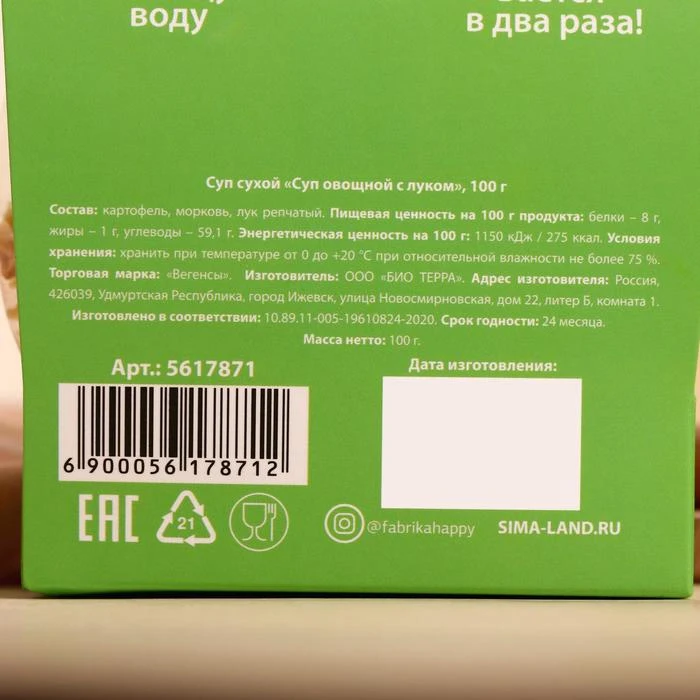 воду
в два раза!
Суп сухой «Суп овощной с луком», 100 г
Состав: картофель, морковь, лук репчатый. Пищевая ценность на 100 г продукта: белки – 8 г,
жиры – 1 г, углеводы – 59,1 г. Энергетическая ценность на 100 г: 1150 кДж / 275 ккал. Условия
хранения: хранить при температуре от 0 до +20 °С при относительной влажности не более 75 %.
Торговая марка: «Вегенсы». Изготовитель: ООО «БИО ТЕРРА». Адрес изготовителя: Россия,
426039, Удмуртская Республика, город Ижевск, улица Новосмирновская, дом 22, литер Б, комната 1.
Изготовлено в соответствии: 10.89.11-005-19610824-2020. Срок годности: 24 месяца.
Масса нетто: 100 г.
Арт.: 5617871
Дата изготовления:
6 900056 178712
EAC
21
@fabrikahappy
SIMA-LAND.RU